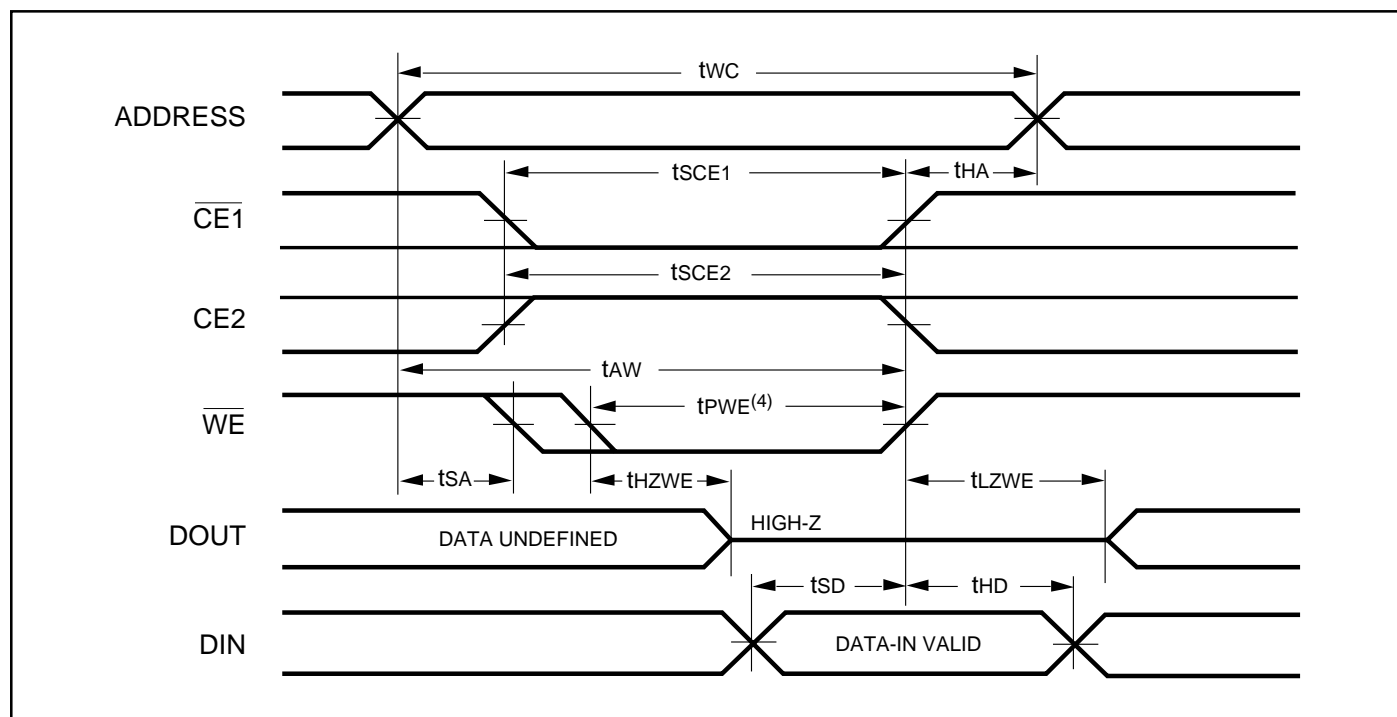 tWC
ADDRESS
tSCE1
tHA
CE1
tSCE2
CE2
tAW
tPWE(4)
WE
tSA
tHZWE
tLZWE
HIGH-Z
DOUT
DATA UNDEFINED
tSD
tHD
DIN
DATA-IN VALID